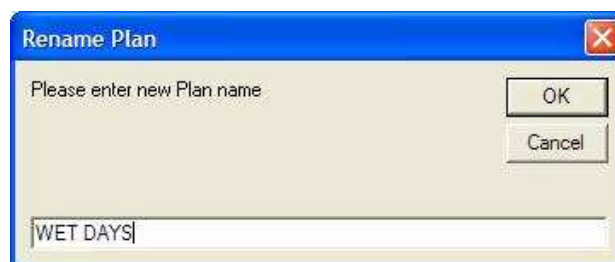 Rename Plan
Please enter new Plan name
OK
Cancel
WET DAYS